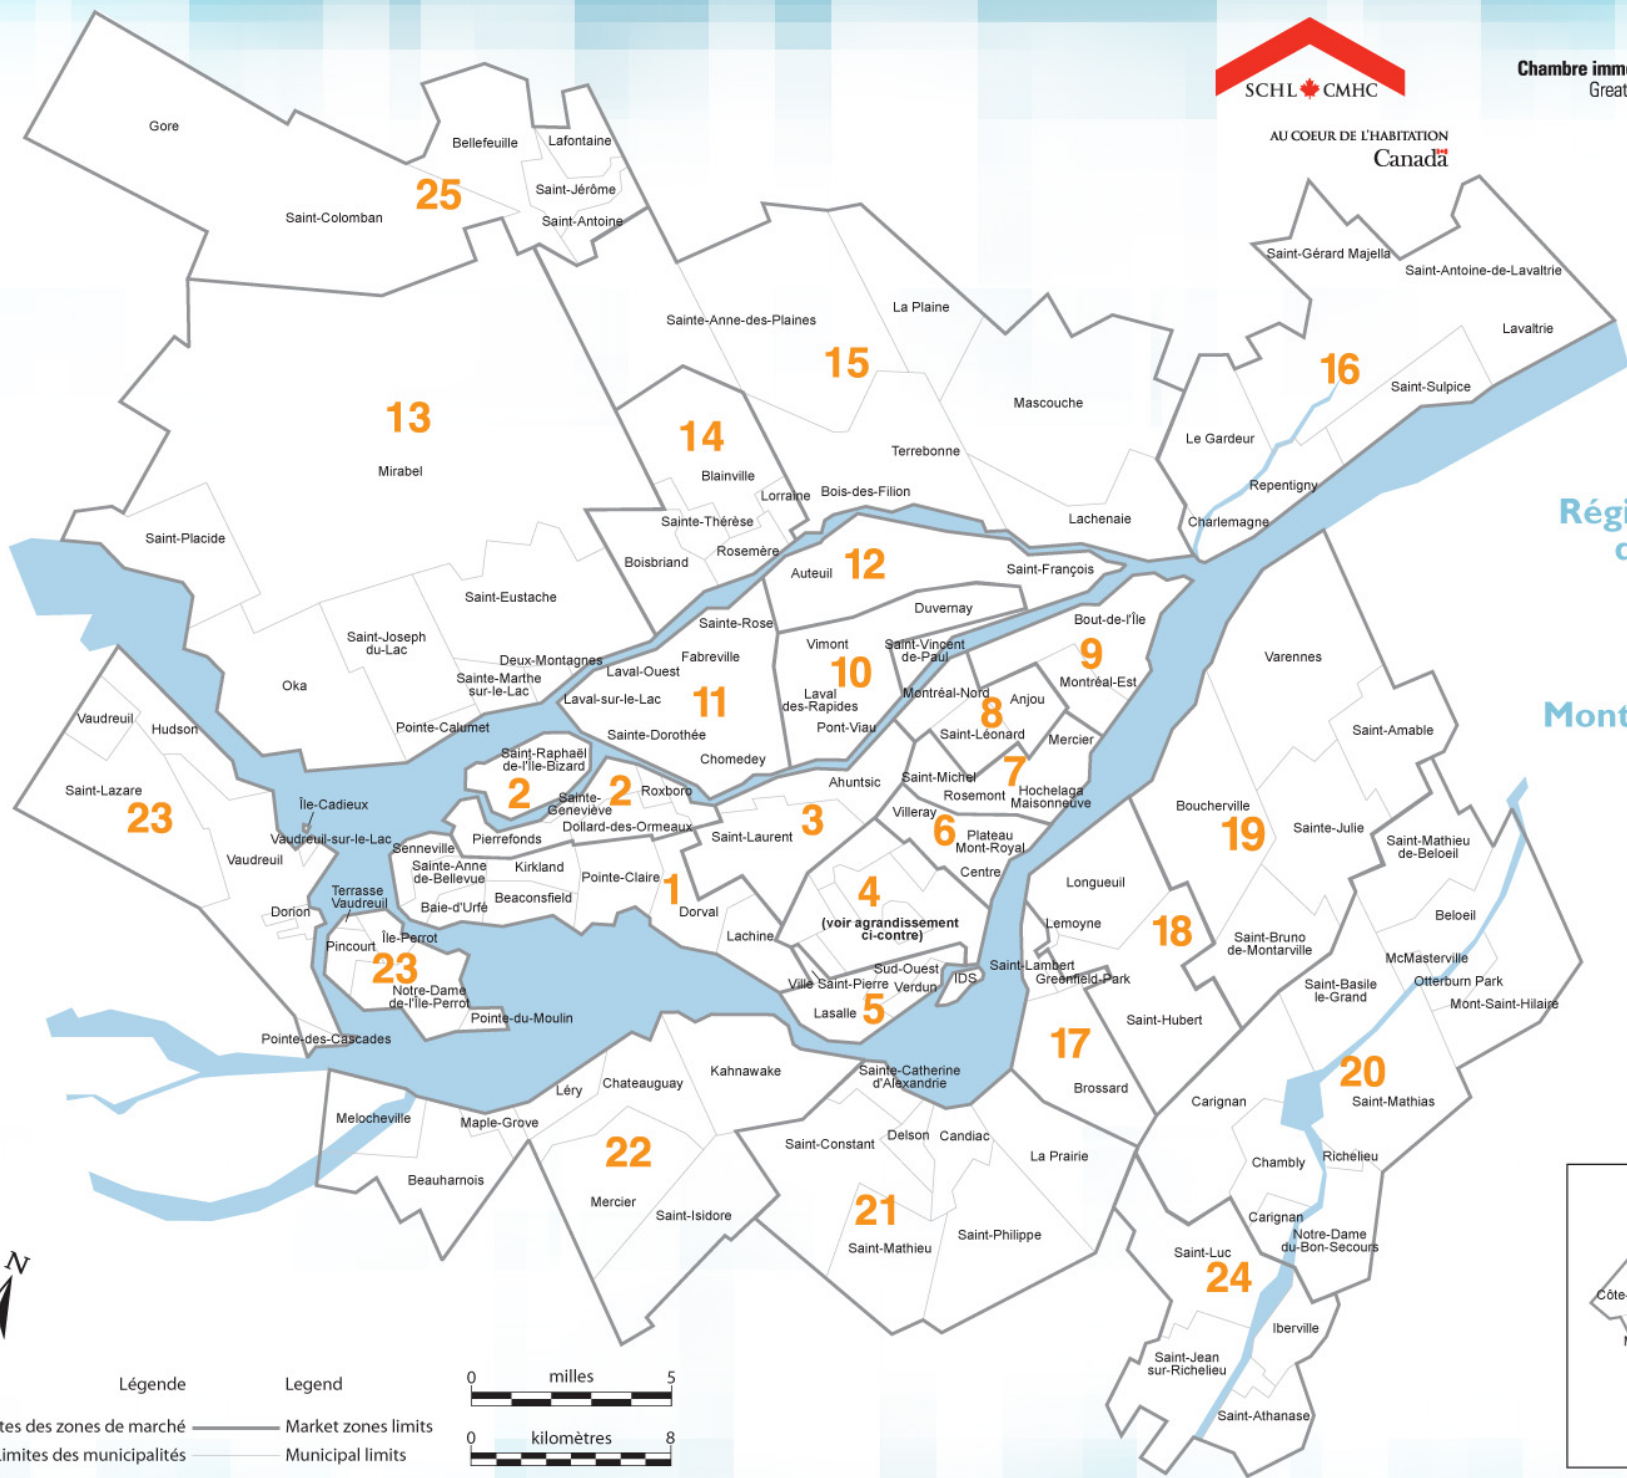 SCHL CMHC
AU COEUR DE L'HABITATION
Canada
Chambre imm
Great
Gore
Bellefeuille
Lafontaine
Saint-Jérôme
25
Saint-Colomban
Saint-Antoine
Saint-Gérard Majella
Saint-Antoine-de-Lavaltrie
Lavaltrie
16
Saint-Sulpice
Le Gardeur
Repentigny
Charlemagne
La Plaine
Sainte-Anne-des-Plaines
15
Mascouche
Terrebonne
Bois-des-Filion
Lachenaie
13
Mirabel
Saint-Placide
Saint-Eustache
Saint-Joseph
du-Lac
Oka
Deux-Montagnes
Sainte-Marthe
sur-le-Lac
Pointe-Calumet
14
Blainville
Lorraine
Sainte-Thérèse
Rosemère
Boisbriand
12
Auteuil
Saint-François
Duvernay
Sainte-Rose
Fabreville
Laval-Ouest
Laval-sur-le-Lac
11
Sainte-Dorothée
Chomedey
Vimont
Saint-Vincent
de-Paul
10
Laval
des-Rapides
Pont-Viau
Bout-de-l'Île
9
Montréal-Est
Montréal-Nord
Anjou
8
Saint-Léonard
Mercier
Saint-Michel
7
Rosemont
Hochelaga
Maisonneuve
Ahuntsic
Villeray
6
Plateau
Mont-Royal
Centre
3
Saint-Laurent
4
(voir agrandissement
ci-contre)
Saint-Raphaël
de-l'Île-Bizard
2
Sainte-
Geneviève
2
Roxboro
Dollard-des-Ormeaux
Pierrefonds
Senneville
Sainte-Anne
de-Bellevue
Kirkland
Pointe-Claire
1
Beaconsfield
Baie-d'Urfé
Dorval
Lachine
Ville Saint-Pierre
Sud-Ouest
Verdun
IDS
Lasalle
5
Vaudreuil
Hudson
Saint-Lazare
23
Île-Cadieux
Vaudreuil-sur-le-Lac
Vaudreuil
Terrasse
Vaudreuil
Dorion
Pincourt
Île-Perrot
23
Notre-Dame
de-l'Île-Perrot
Pointe-du-Moulin
Pointe-des-Cascades
Varennes
Saint-Amable
Boucherville
19
Sainte-Julie
Saint-Mathieu
de-Beloeil
Longueuil
Lemoyne
18
Saint-Bruno
de-Montarville
Beloeil
McMasterville
Otterburn Park
Mont-Saint-Hilaire
Saint-Basile
le-Grand
Saint-Lambert
Greenfield-Park
Saint-Hubert
17
Brossard
20
Saint-Mathias
Carignan
Chambly
Richelieu
Carignan
Notre-Dame
du-Bon-Secours
Kahnawake
Chateauguay
Léry
Maple-Grove
Melocheville
Beauharnois
22
Mercier
Saint-Isidore
Sainte-Catherine
d'Alexandrie
Saint-Constant
Delson
Candiac
La Prairie
21
Saint-Mathieu
Saint-Philippe
Saint-Luc
24
Iberville
Saint-Jean
sur-Richelieu
Saint-Athanase
Régi
Mont
Côte-
N
Légende
Legend
tes des zones de marché
Market zones limits
imites des municipalités
Municipal limits
0 milles 5
0 kilomètres 8